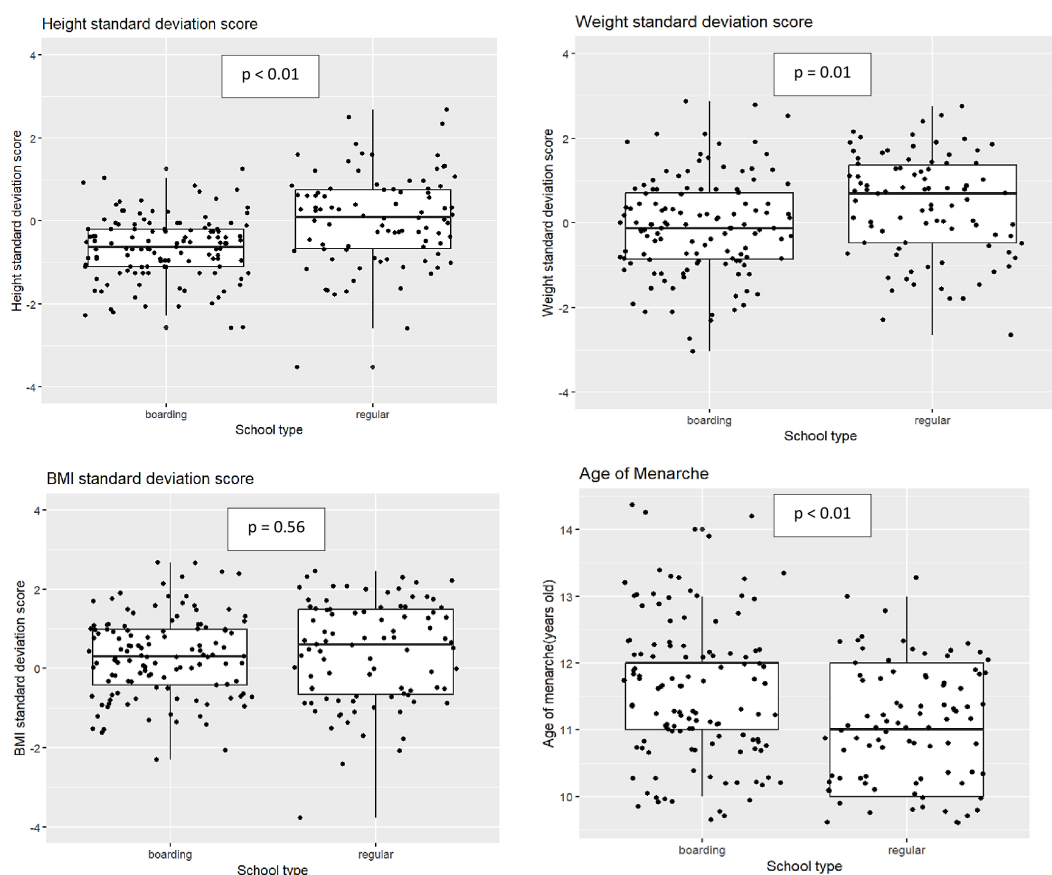 Height standard deviation score
p < 0.01
Height standard deviation score
4
2
0
-2
-4
boarding
regular
School type
Weight standard deviation score
p = 0.01
Weight standard deviation score
4
2
0
-2
-4
boarding
regular
School type
BMI standard deviation score
p = 0.56
BMI standard deviation score
4
2
0
-2
-4
boarding
regular
School type
Age of Menarche
p < 0.01
Age of menarche(years old)
14
13
12
11
10
boarding
regular
School type